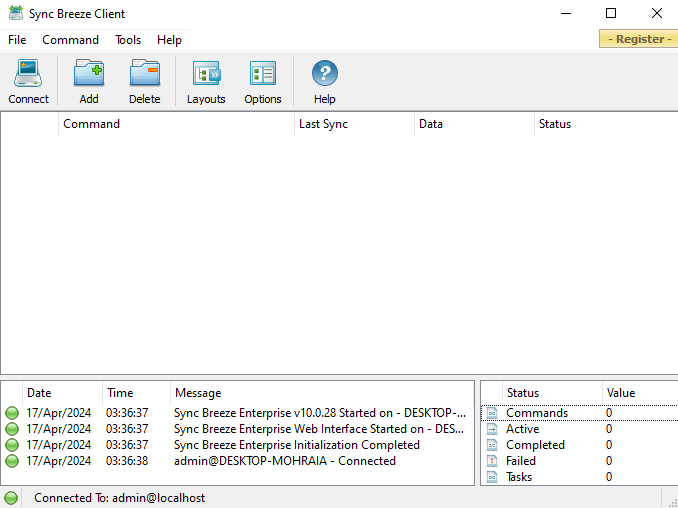 Sync Breeze Client
File Command Tools Help - Register -
Connect Add Delete Layouts Options Help
Command Last Sync Data Status
Date Time Message
17/Apr/2024 03:36:37 Sync Breeze Enterprise v10.0.28 Started on - DESKTOP-...
17/Apr/2024 03:36:37 Sync Breeze Enterprise Web Interface Started on - DES...
17/Apr/2024 03:36:37 Sync Breeze Enterprise Initialization Completed
17/Apr/2024 03:36:38 admin@DESKTOP-MOHRAIA - Connected
Status Value
Commands 0
Active 0
Completed 0
Failed 0
Tasks 0
Connected To: admin@localhost